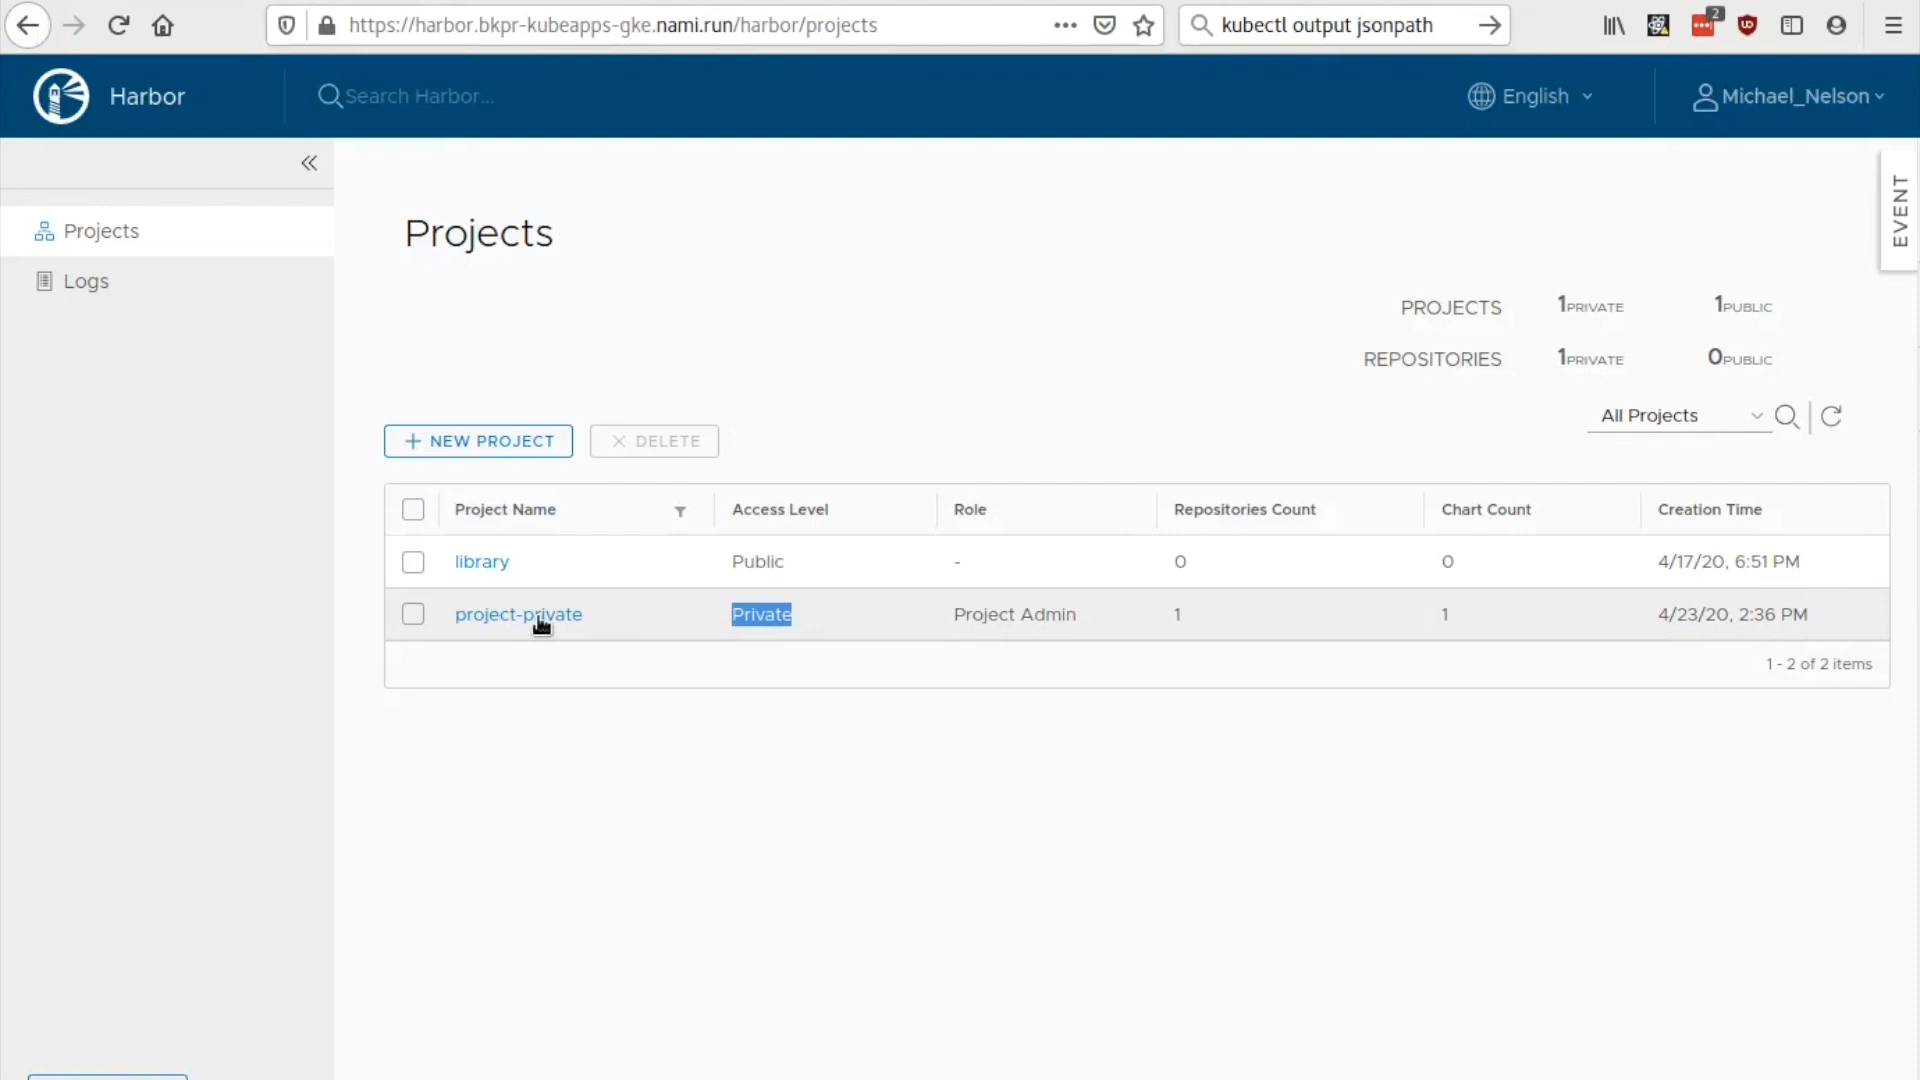 https://harbor.bkpr-kubeapps-gke.nami.run/harbor/projects
kubectl output jsonpath
2
Harbor
Search Harbor...
English
Michael_Nelson
Projects
Logs
EVENT
Projects
PROJECTS 1PRIVATE 1PUBLIC
REPOSITORIES 1PRIVATE 0PUBLIC
All Projects
+ NEW PROJECT
× DELETE
Project Name Access Level Role Repositories Count Chart Count Creation Time
library Public - 0 0 4/17/20, 6:51 PM
project-private Private Project Admin 1 1 4/23/20, 2:36 PM
1 - 2 of 2 items